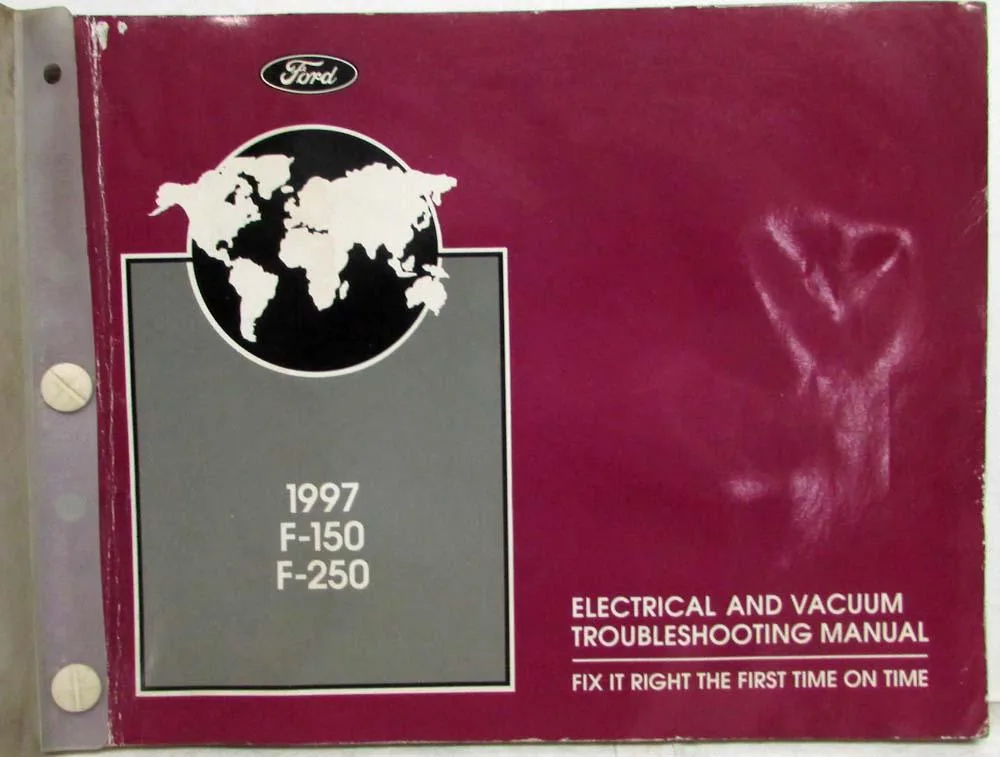 Ford
1997
F-150
F-250
ELECTRICAL AND VACUUM
TROUBLESHOOTING MANUAL
FIX IT RIGHT THE FIRST TIME ON TIME